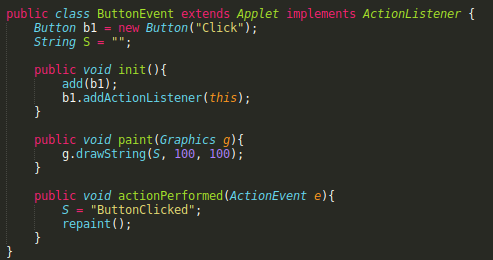 public class ButtonEvent extends Applet implements ActionListener {
    Button b1 = new Button("Click");
    String S = "";

    public void init(){
        add(b1);
        b1.addActionListener(this);
    }

    public void paint(Graphics g){
        g.drawString(S, 100, 100);
    }

    public void actionPerformed(ActionEvent e){
        S = "ButtonClicked";
        repaint();
    }
}